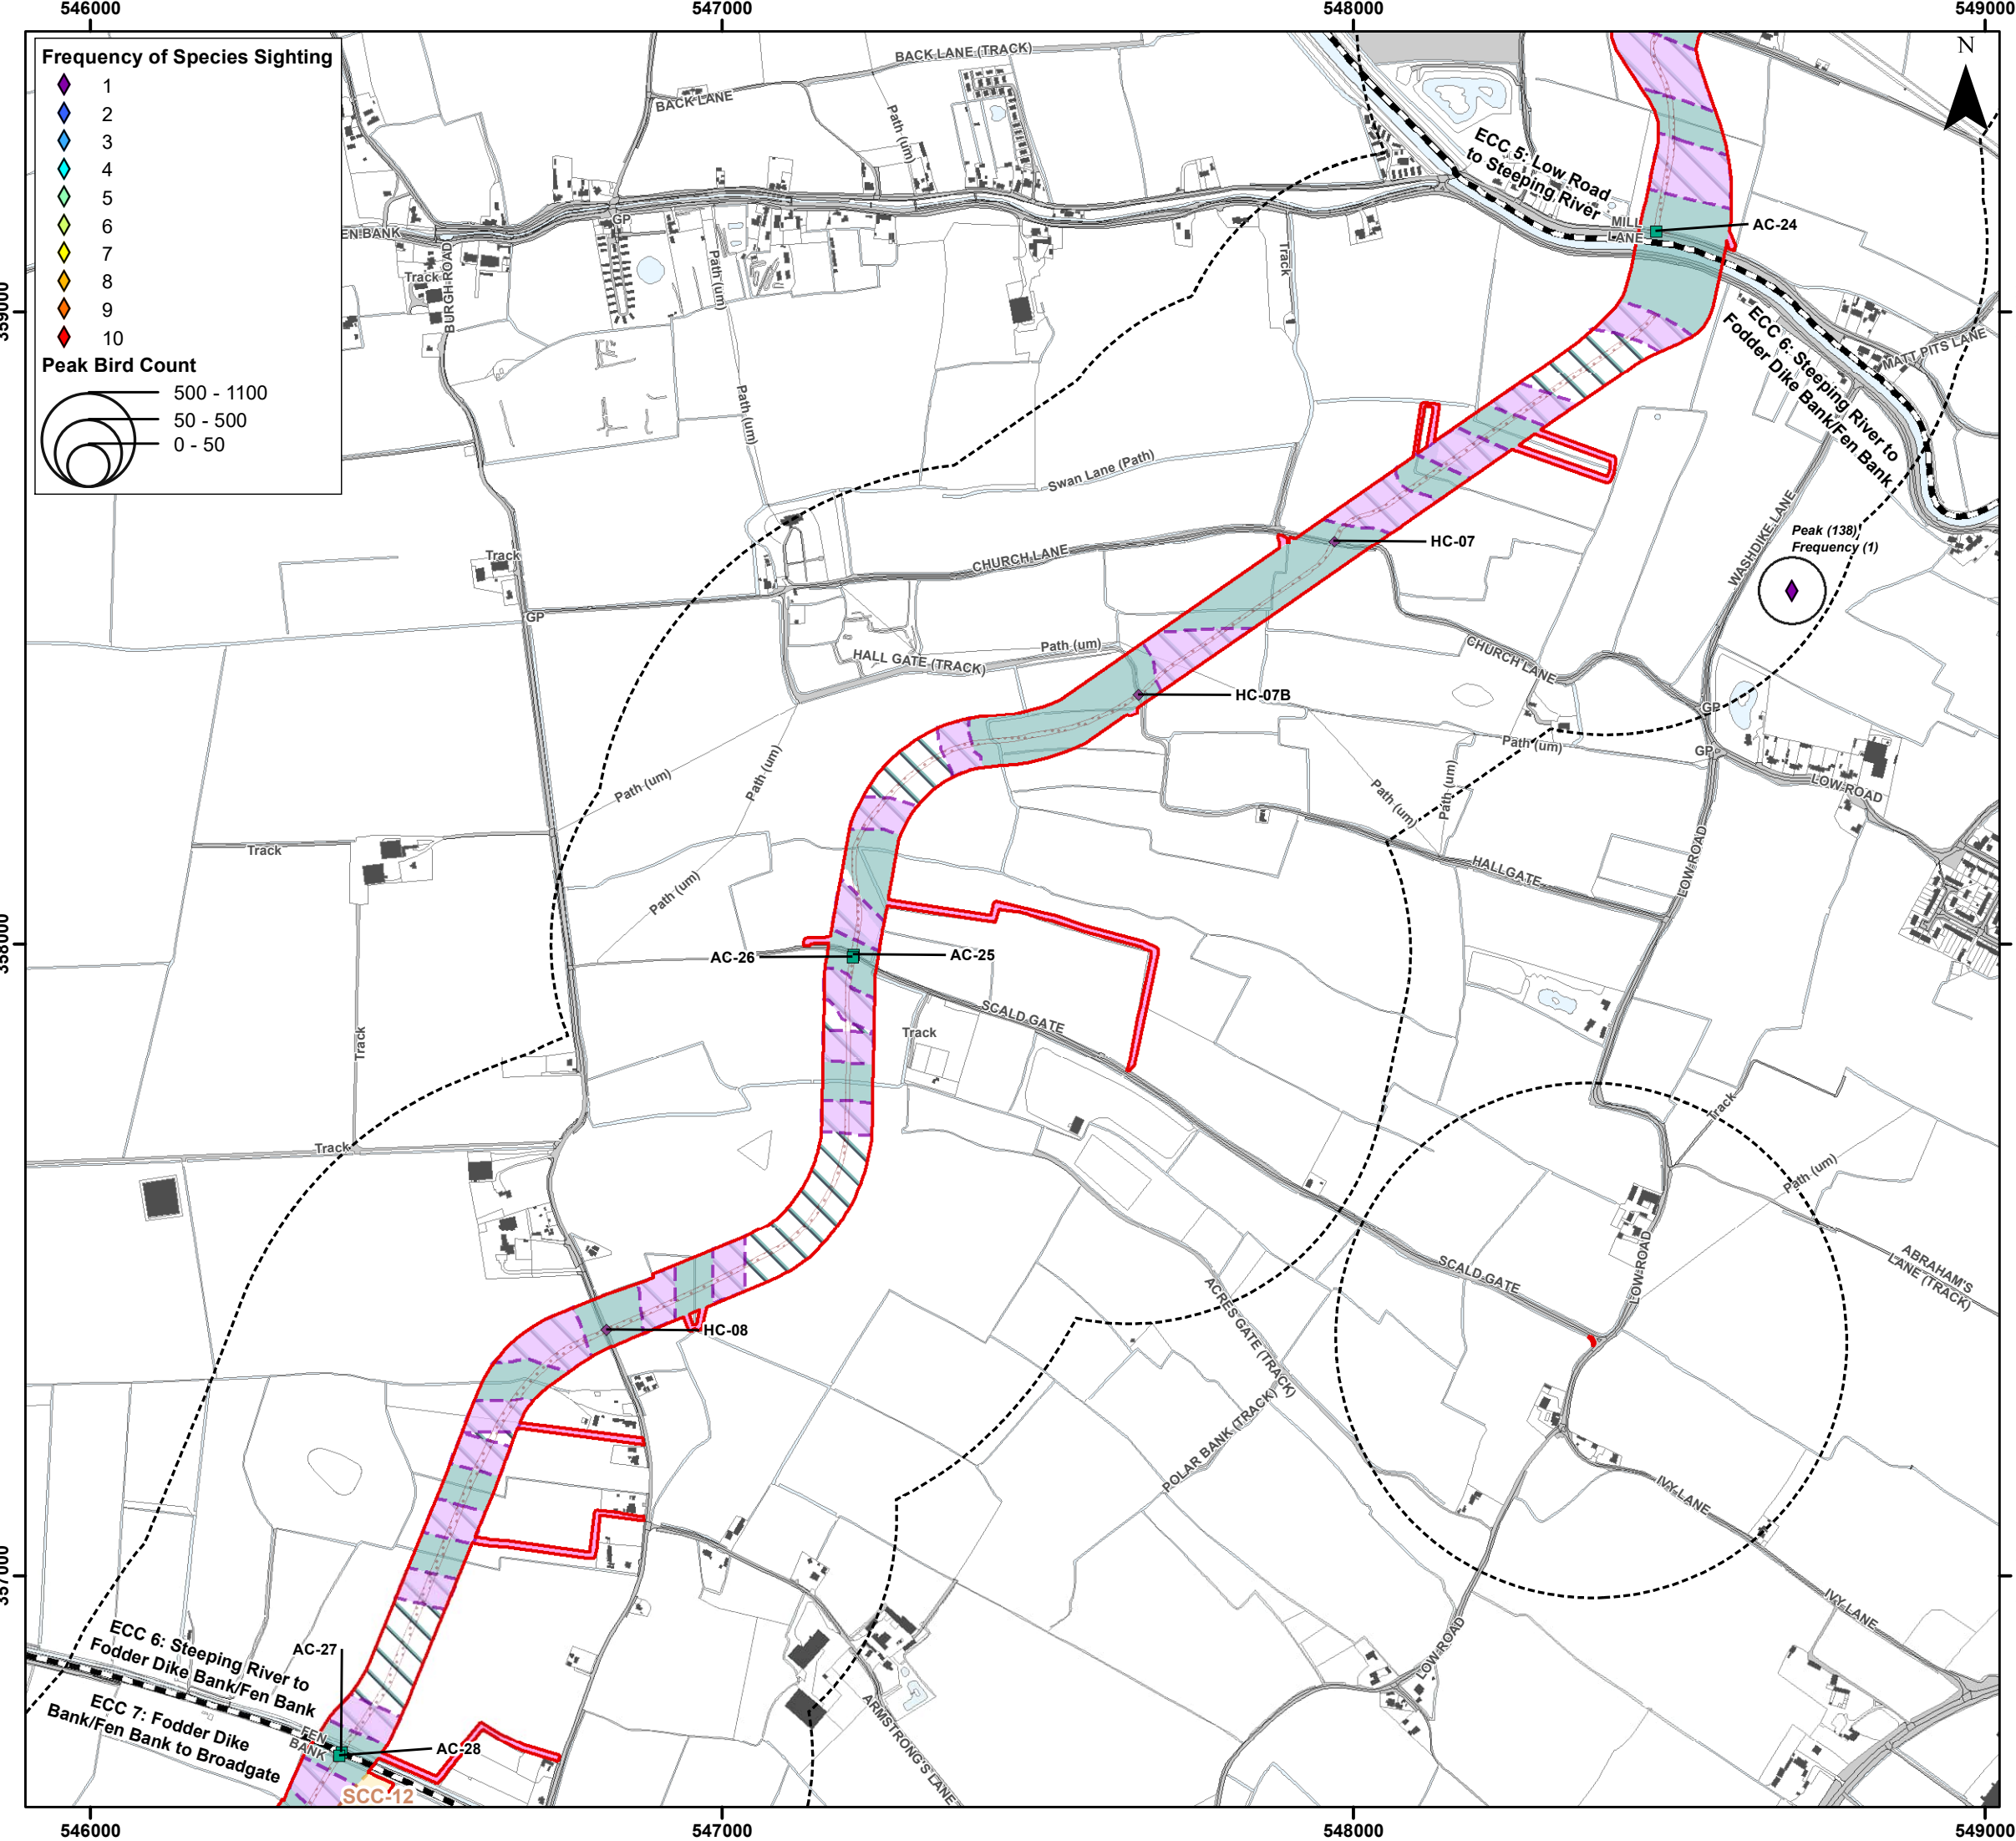 546000
547000
548000
549000
Frequency of Species Sighting
1
2
3
4
5
6
7
8
9
10
Peak Bird Count
500 - 1100
50 - 500
0 - 50
N
BACK LANE (TRACK)
BACK LANE
Path (um)
ECC 5: Low Road
to Steeping River
GP
EN BANK
MILL
LANE
AC-24
Track
BURGH ROAD
Path (um)
Track
359000
ECC 6: Steeping River to
Fodder Dike Bank/Fen Bank
MATT PITS LANE
Path (um)
Swan Lane (Path)
WASHDIKE LANE
Peak (138),
Frequency (1)
HC-07
CHURCH LANE
Track
GP
HALL GATE (TRACK)
Path (um)
CHURCH LANE
HC-07B
GP
GP
Path (um)
Path (um)
Path (um)
Path (um)
Path (um)
LOW ROAD
Track
HALLGATE
LOW ROAD
Path (um)
358000
AC-26
AC-25
SCALD GATE
Track
Track
Track
Track
Path (um)
SCALD GATE
LOW ROAD
ABRAHAM'S
LANE (TRACK)
ACRES GATE (TRACK)
HC-08
POLAR BANK (TRACK)
IVY LANE
357000
IVY LANE
LOW ROAD
ECC 6: Steeping River to
Fodder Dike Bank/Fen Bank
AC-27
ECC 7: Fodder Dike
Bank/Fen Bank to Broadgate
FEN
BANK
AC-28
SCC-12
ARMSTRONG'S LANE
546000
547000
548000
549000